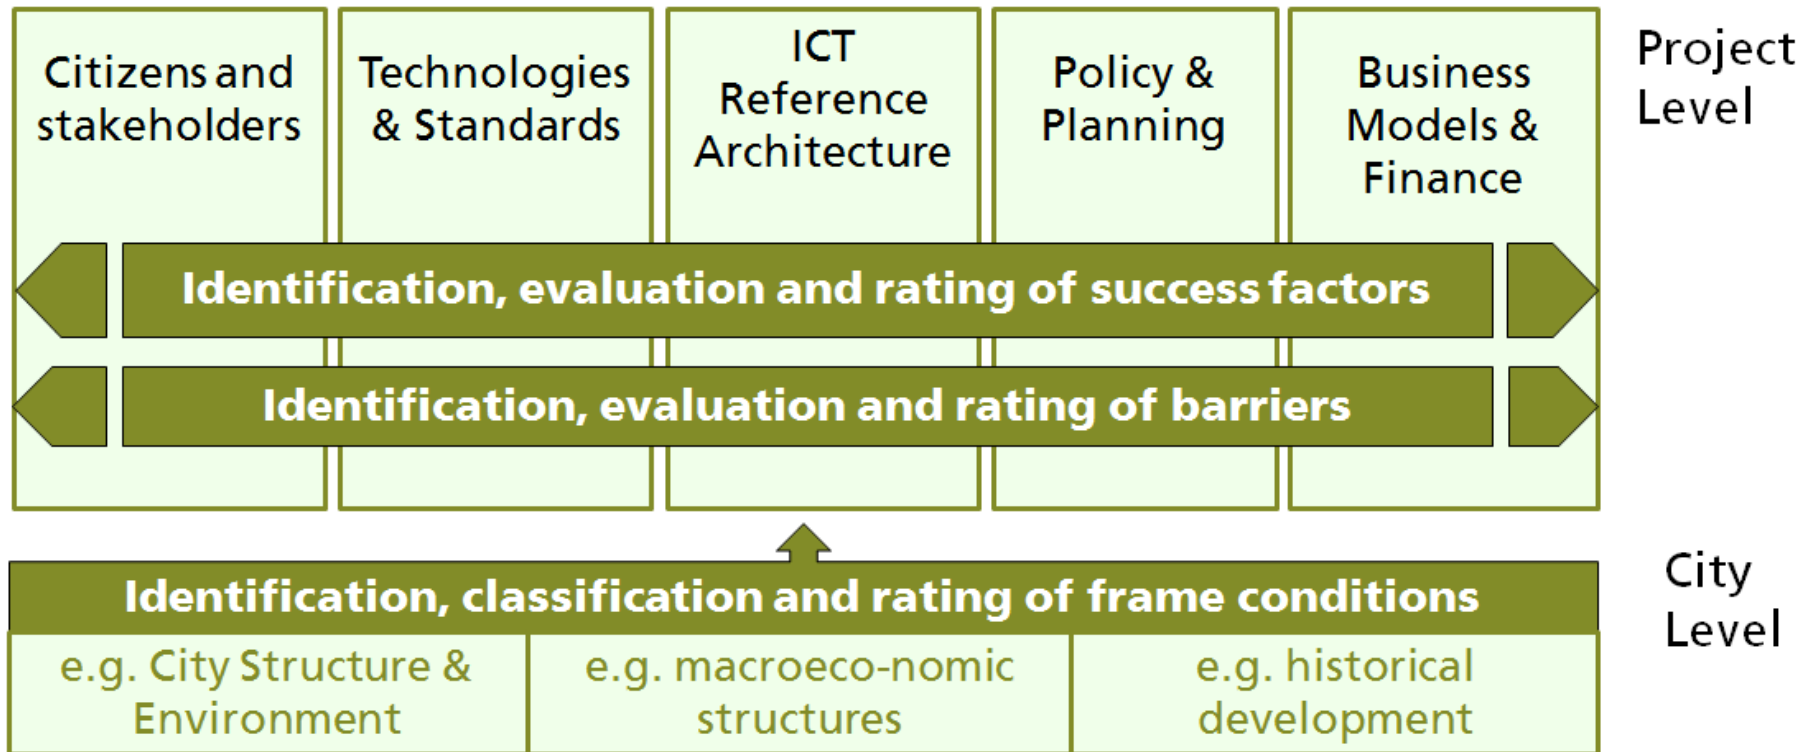 Citizens and
stakeholders
Technologies
& Standards
ICT
Reference
Architecture
Policy &
Planning
Business
Models &
Finance
Project
Level
Identification, evaluation and rating of success factors
Identification, evaluation and rating of barriers
City
Level
Identification, classification and rating of frame conditions
e.g. City Structure &
Environment
e.g. macroeco-nomic
structures
e.g. historical
development